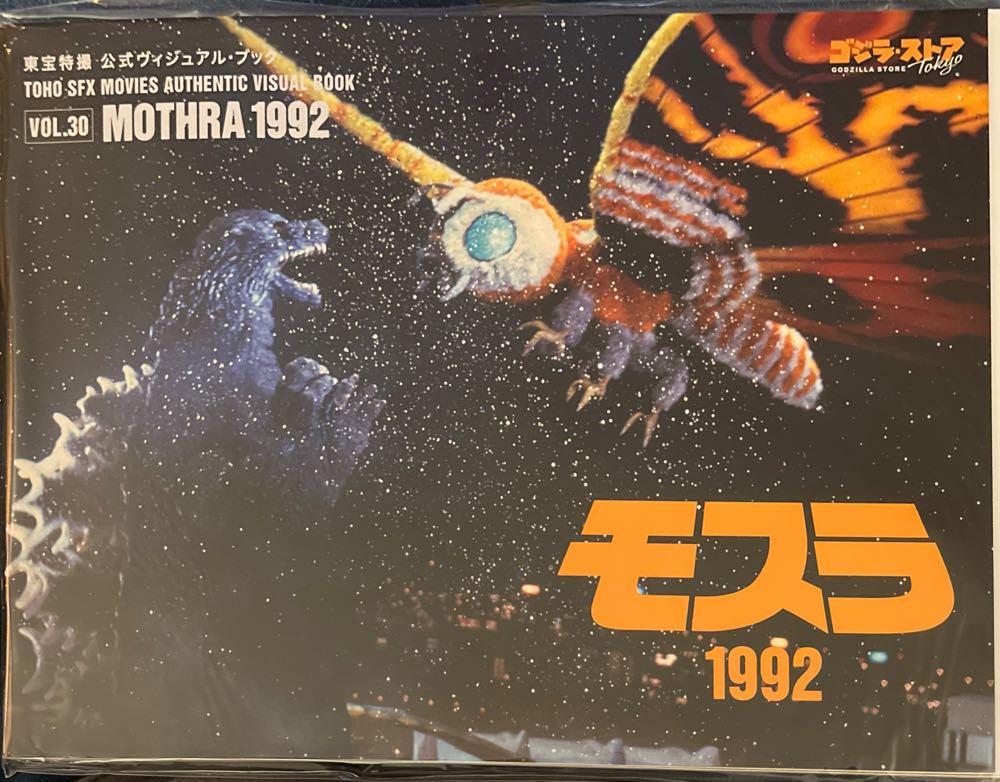 東宝特撮 公式ヴィジュアル・ブック
TOHO SFX MOVIES AUTHENTIC VISUAL BOOK
VOL.30 MOTHRA 1992
ゴジラ・ストア
GODZILLA STORE Tokyo
モスラ
1992